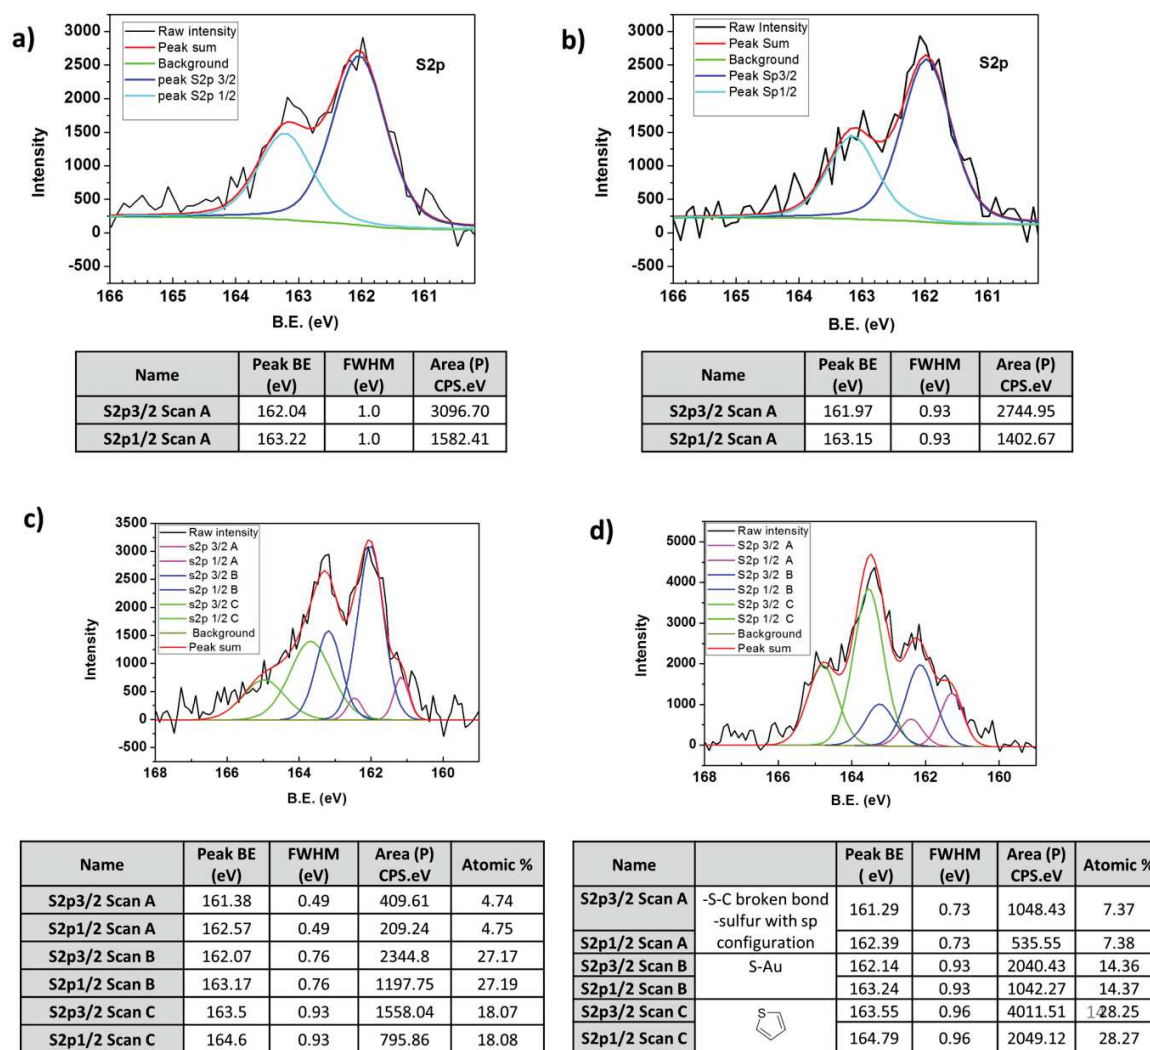 a)
3000
2500
2000
1500
1000
500
0
-500
Intensity
Raw intensity
Peak sum
Background
peak S2p 3/2
peak S2p 1/2
S2p
166 165 164 163 162 161
B.E. (eV)
Name Peak BE (eV) FWHM (eV) Area (P) CPS.eV
S2p3/2 Scan A 162.04 1.0 3096.70
S2p1/2 Scan A 163.22 1.0 1582.41
b)
3000
2500
2000
1500
1000
500
0
-500
Intensity
Raw Intensity
Peak Sum
Background
Peak Sp3/2
Peak Sp1/2
S2p
166 165 164 163 162 161
B.E. (eV)
Name Peak BE (eV) FWHM (eV) Area (P) CPS.eV
S2p3/2 Scan A 161.97 0.93 2744.95
S2p1/2 Scan A 163.15 0.93 1402.67
c)
3500
3000
2500
2000
1500
1000
500
0
-500
Intensity
Raw intensity
s2p 3/2 A
s2p 1/2 A
s2p 3/2 B
s2p 1/2 B
s2p 3/2 C
s2p 1/2 C
Background
Peak sum
168 166 164 162 160
B.E. (eV)
Name Peak BE (eV) FWHM (eV) Area (P) CPS.eV Atomic %
S2p3/2 Scan A 161.38 0.49 409.61 4.74
S2p1/2 Scan A 162.57 0.49 209.24 4.75
S2p3/2 Scan B 162.07 0.76 2344.8 27.17
S2p1/2 Scan B 163.17 0.76 1197.75 27.19
S2p3/2 Scan C 163.5 0.93 1558.04 18.07
S2p1/2 Scan C 164.6 0.93 795.86 18.08
d)
5000
4000
3000
2000
1000
0
Intensity
Raw intensity
S2p 3/2 A
S2p 1/2 A
S2p 3/2 B
S2p 1/2 B
S2p 3/2 C
S2p 1/2 C
Background
Peak sum
168 166 164 162 160
B.E. (eV)
Name Peak BE ( eV) FWHM (eV) Area (P) CPS.eV Atomic %
S2p3/2 Scan A -S-C broken bond -sulfur with sp configuration 161.29 0.73 1048.43 7.37
S2p1/2 Scan A 162.39 0.73 535.55 7.38
S2p3/2 Scan B S-Au 162.14 0.93 2040.43 14.36
S2p1/2 Scan B 163.24 0.93 1042.27 14.37
S2p3/2 Scan C S 163.55 0.96 4011.51 28.25
S2p1/2 Scan C 164.79 0.96 2049.12 28.27